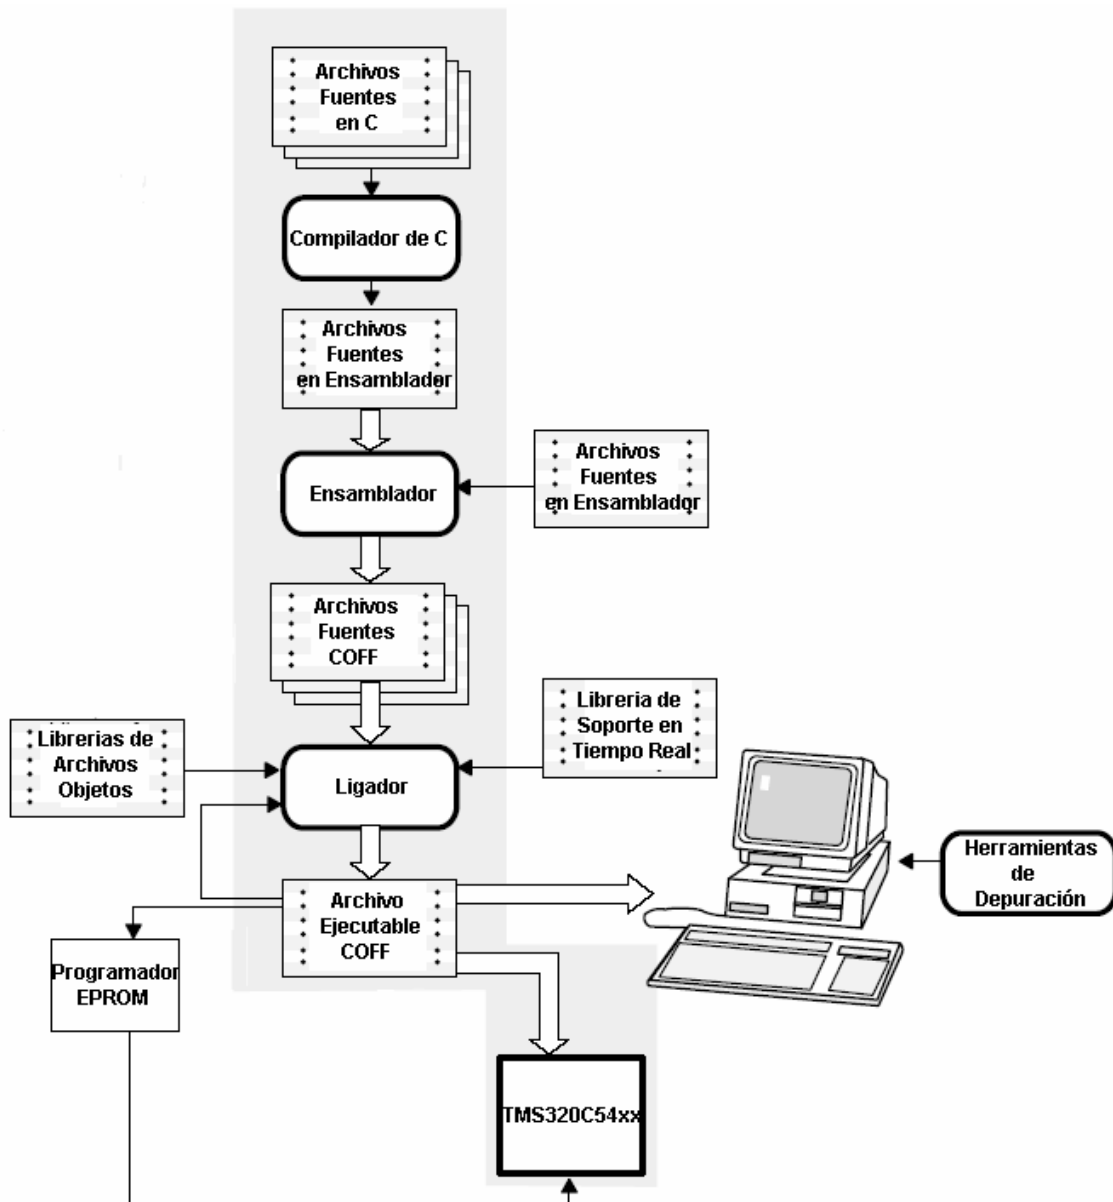 Archivos
Fuentes
en C
Compilador de C
Archivos
Fuentes
en Ensamblador
Ensamblador
Archivos
Fuentes
en Ensamblador
Archivos
Fuentes
COFF
Librerias de
Archivos
Objetos
Libreria de
Soporte en
Tiempo Real
Ligador
Herramientas
de
Depuración
Archivo
Ejecutable
COFF
Programador
EPROM
TMS320C54xx